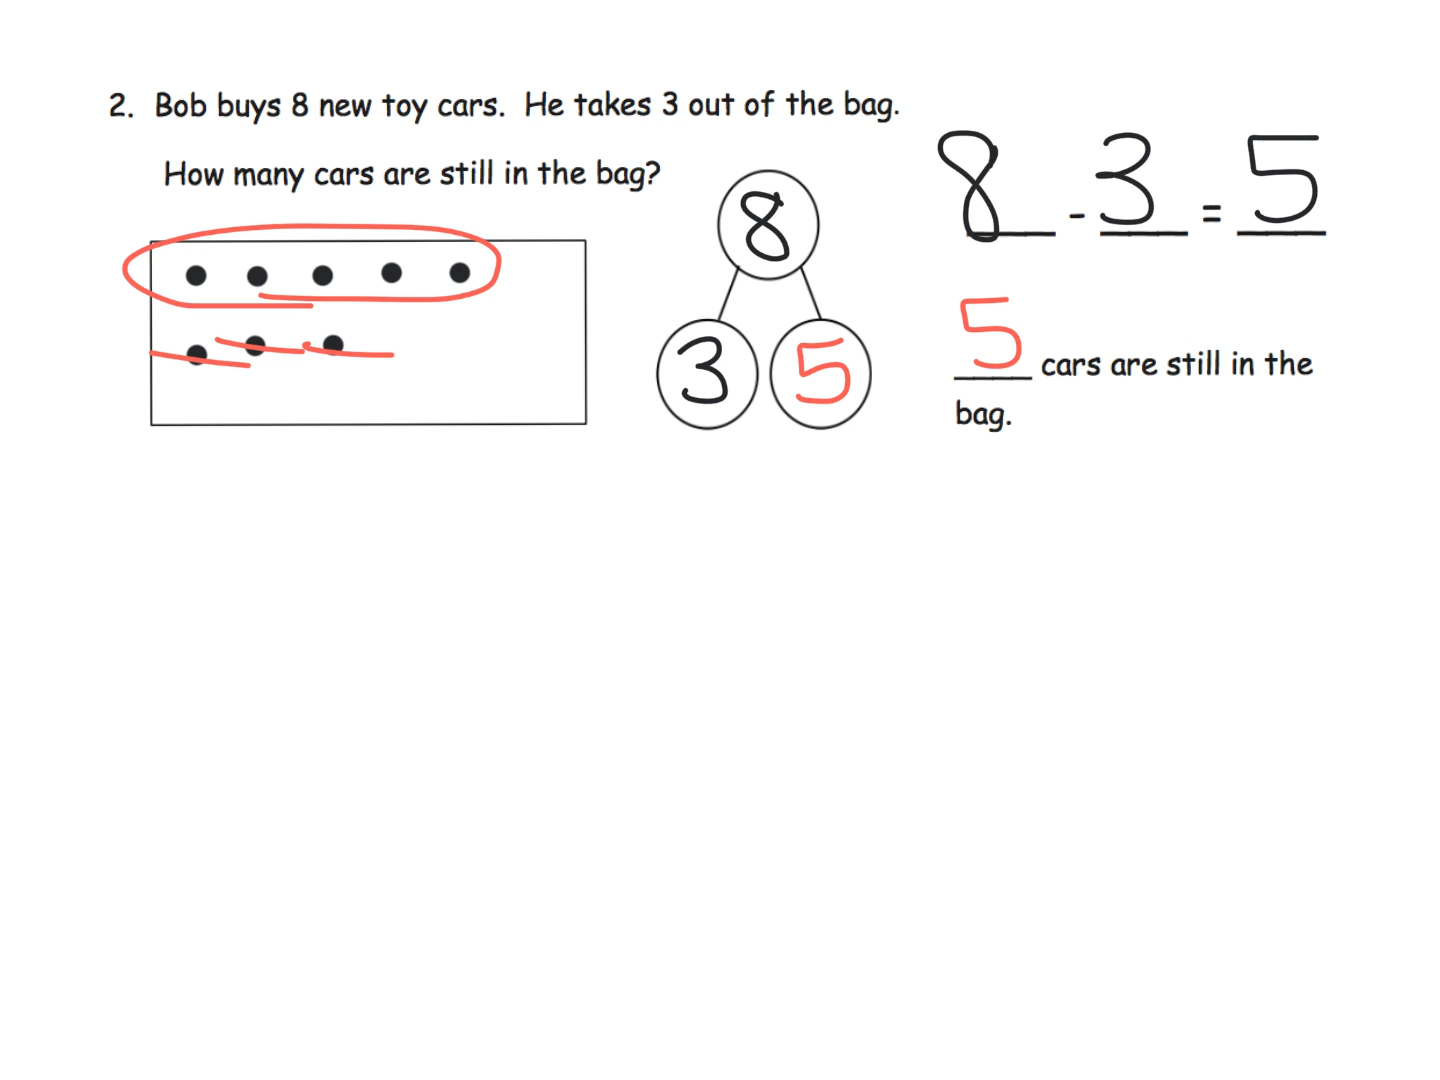 2. Bob buys 8 new toy cars. He takes 3 out of the bag.
How many cars are still in the bag?
8 - 3 = 5
8
3 5
5 cars are still in the
bag.